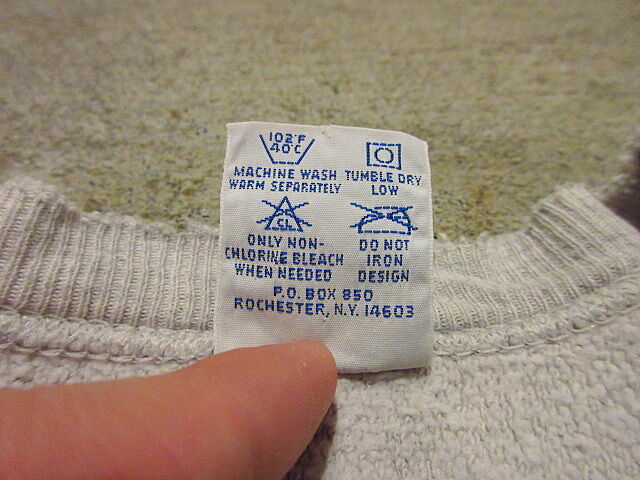 102°F
40°C
MACHINE WASH
WARM SEPARATELY
TUMBLE DRY
LOW
CL
ONLY NON-
CHLORINE BLEACH
WHEN NEEDED
DO NOT
IRON
DESIGN
P.O. BOX 850
ROCHESTER, N.Y. 14603